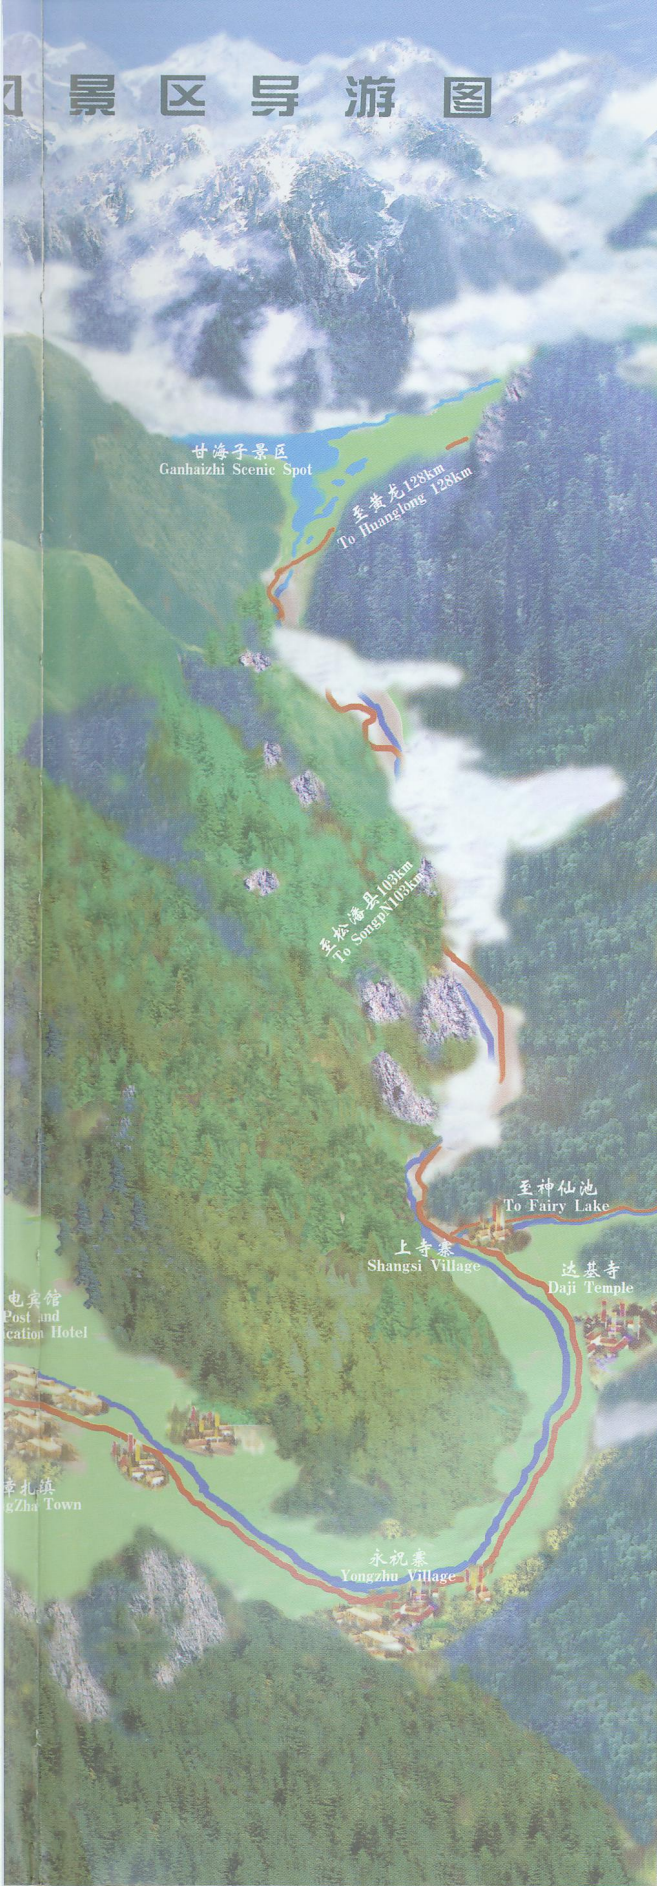 景区导游图
甘海子景区
Ganhaizhi Scenic Spot
至黄龙128km
To Huanglong 128km
至松潘县103km
To SongpN103km
至神仙池
To Fairy Lake
上寺寨
Shangsi Village
达基寺
Daji Temple
电宾馆
Post and
ication Hotel
章扎滇
gZha Town
永祝寨
Yongzhu Village